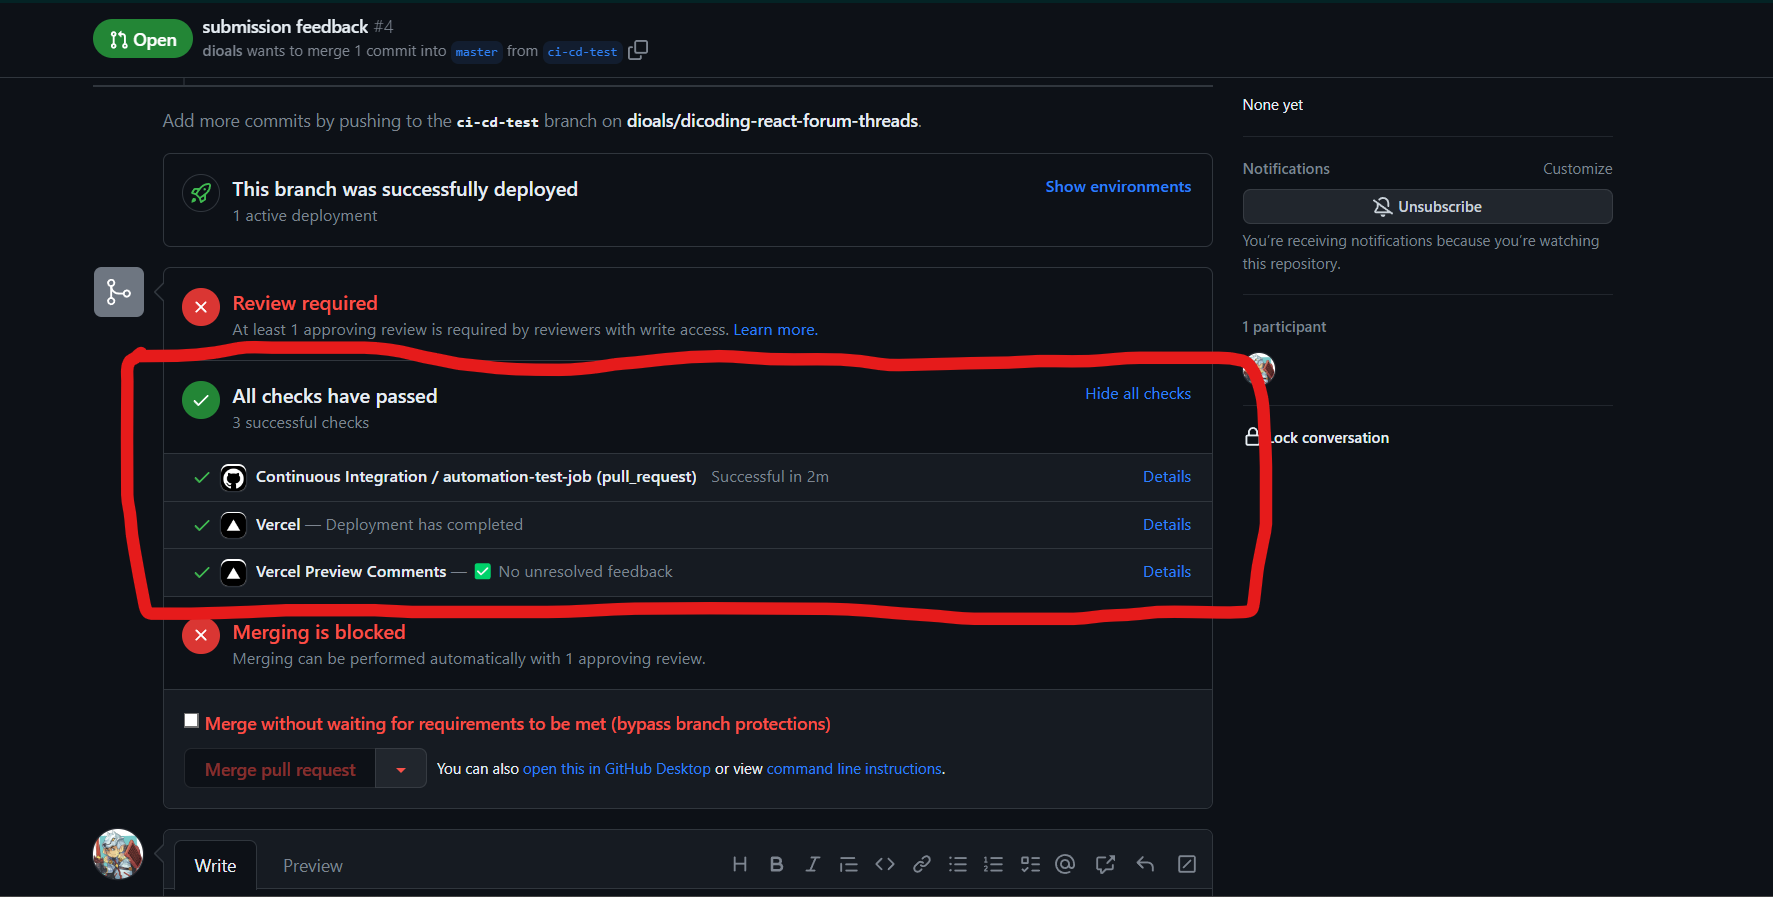 Open
submission feedback #4
dioals wants to merge 1 commit into master from ci-cd-test
Add more commits by pushing to the ci-cd-test branch on dioals/dicoding-react-forum-threads.
This branch was successfully deployed
Show environments
1 active deployment
Review required
At least 1 approving review is required by reviewers with write access. Learn more.
All checks have passed
Hide all checks
3 successful checks
Continuous Integration / automation-test-job (pull_request) Successful in 2m
Details
Vercel — Deployment has completed
Details
Vercel Preview Comments — ✅ No unresolved feedback
Details
Merging is blocked
Merging can be performed automatically with 1 approving review.
Merge without waiting for requirements to be met (bypass branch protections)
Merge pull request
You can also open this in GitHub Desktop or view command line instructions.
Write
Preview
None yet
Notifications
Customize
Unsubscribe
You're receiving notifications because you're watching
this repository.
1 participant
Lock conversation